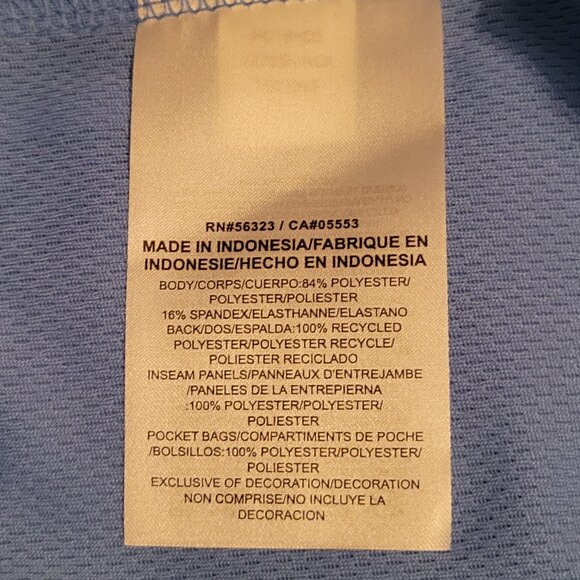 RN#56323 / CA#05553
MADE IN INDONESIA/FABRIQUE EN
INDONESIE/HECHO EN INDONESIA
BODY/CORPS/CUERPO:84% POLYESTER/
POLYESTER/POLIESTER
16% SPANDEX/ELASTHANNE/ELASTANO
BACK/DOS/ESPALDA:100% RECYCLED
POLYESTER/POLYESTER RECYCLE/
POLIESTER RECICLADO
INSEAM PANELS/PANNEAUX D'ENTREJAMBE
/PANELES DE LA ENTREPIERNA
:100% POLYESTER/POLYESTER/
POLIESTER
POCKET BAGS/COMPARTIMENTS DE POCHE
/BOLSILLOS:100% POLYESTER/POLYESTER/
POLIESTER
EXCLUSIVE OF DECORATION/DECORATION
NON COMPRISE/NO INCLUYE LA
DECORACION